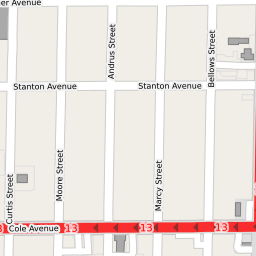 er Avenue
Andrus Street
Bellows Street
Stanton Avenue
Stanton Avenue
Curtis Street
Moore Street
Marcy Street
Cole Avenue
13
13
13